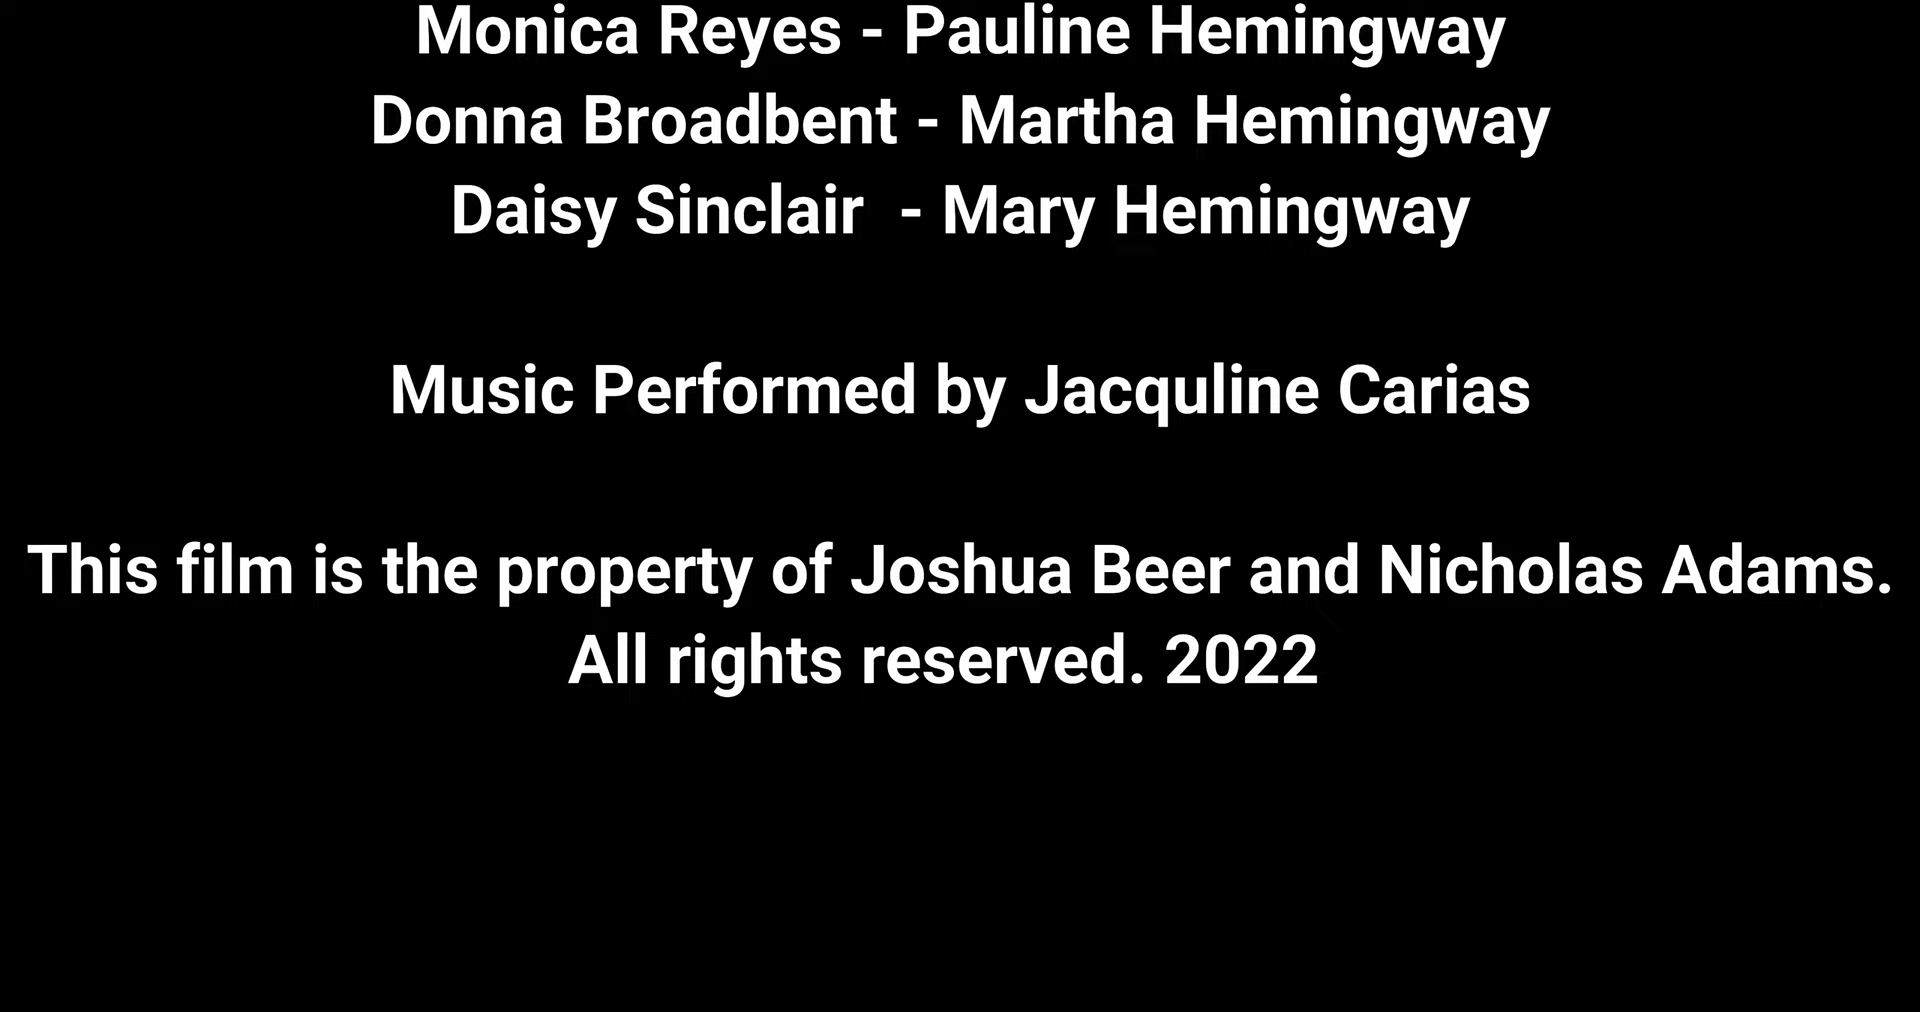 Monica Reyes - Pauline Hemingway
Donna Broadbent - Martha Hemingway
Daisy Sinclair  - Mary Hemingway
Music Performed by Jacquline Carias
This film is the property of Joshua Beer and Nicholas Adams.
All rights reserved. 2022